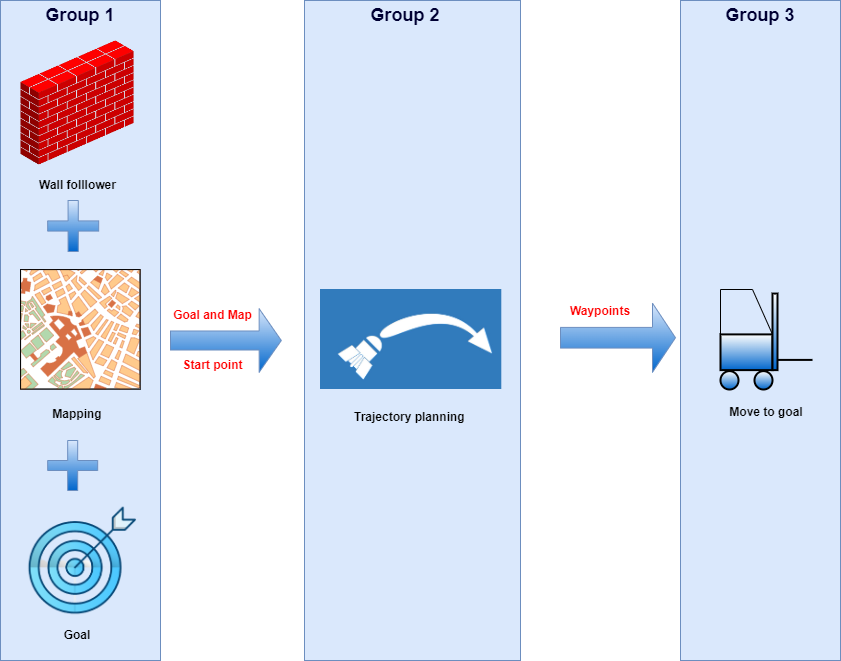 Group 1
Group 2
Group 3
Wall folllower
Mapping
Goal
Goal and Map
Start point
Trajectory planning
Waypoints
Move to goal